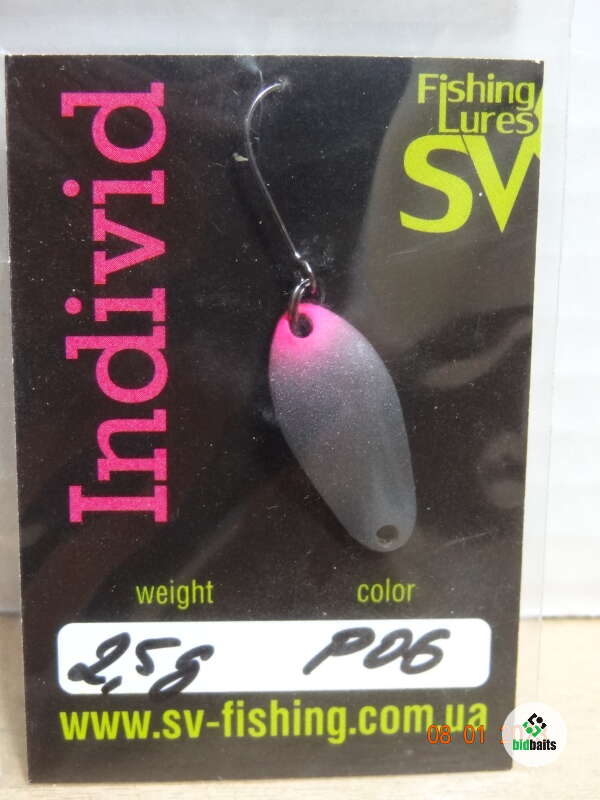 Individ
Fishing
Lures
SV
weight color
2,5g P06
www.sv-fishing.com.ua
08 01
bidbaits